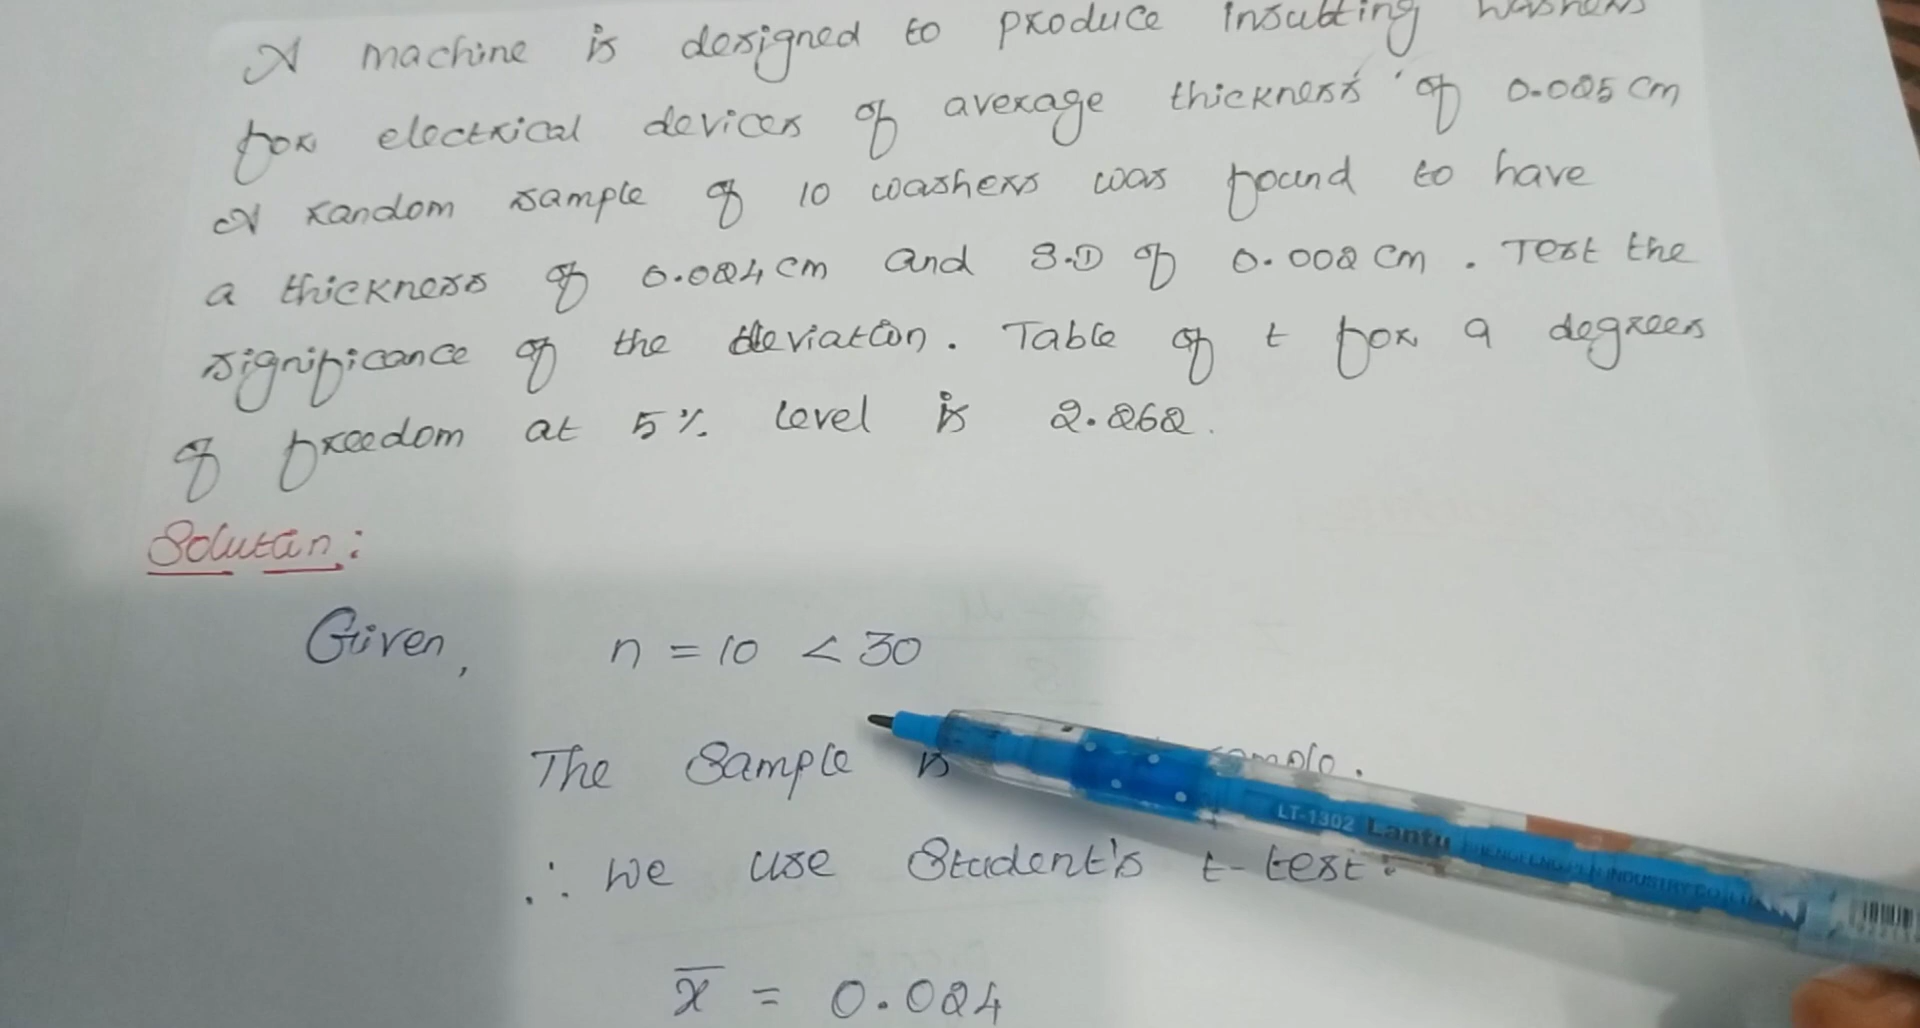 A machine is designed to produce insulting washers
for electrical devices of average thickness of 0.025 cm
A random sample of 10 washers was found to have
a thickness of 0.024 cm and S.D of 0.002 cm. Test the
significance of the deviation. Table of t for 9 degrees
of freedom at 5% level is 2.262.
Solution:
Given, n = 10 < 30
The Sample is sample.
∴ we use Student's t-test.
x̄ = 0.024
LT-1302 Lantu